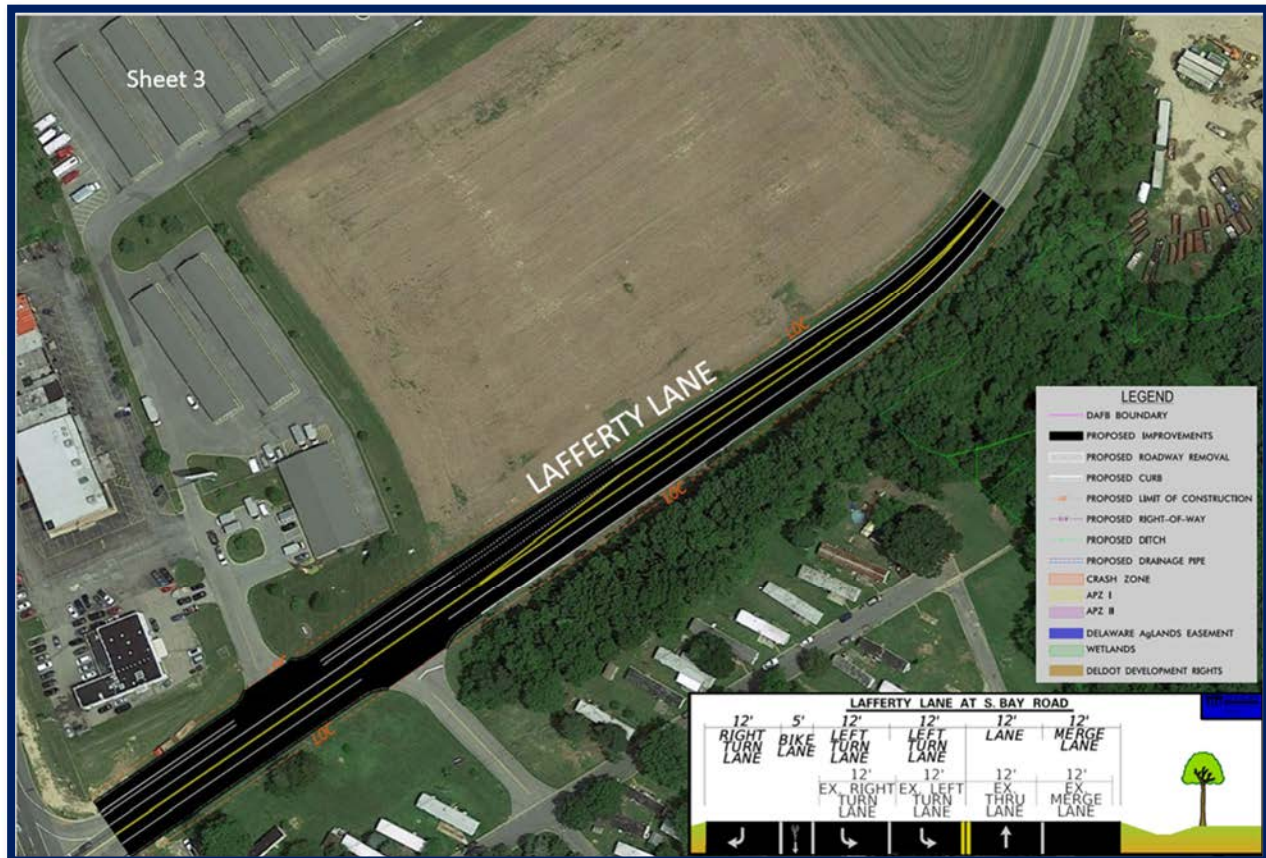 Sheet 3
LOC
LAFFERTY LANE
LOC
LOC
LOC
LEGEND
DAFB BOUNDARY
PROPOSED IMPROVEMENTS
PROPOSED ROADWAY REMOVAL
PROPOSED CURB
PROPOSED LIMIT OF CONSTRUCTION
PROPOSED RIGHT-OF-WAY
PROPOSED DITCH
PROPOSED DRAINAGE PIPE
CRASH ZONE
APZ I
APZ II
DELAWARE AgLANDS EASEMENT
WETLANDS
DELDOT DEVELOPMENT RIGHTS
LAFFERTY LANE AT S. BAY ROAD
12' 5' 12' 12' 12' 12'
RIGHT TURN LANE
BIKE LANE
LEFT TURN LANE
LEFT TURN LANE
LANE
MERGE LANE
12' 12' 12' 12'
EX. RIGHT TURN LANE
EX. LEFT TURN LANE
EX. THRU LANE
EX. MERGE LANE